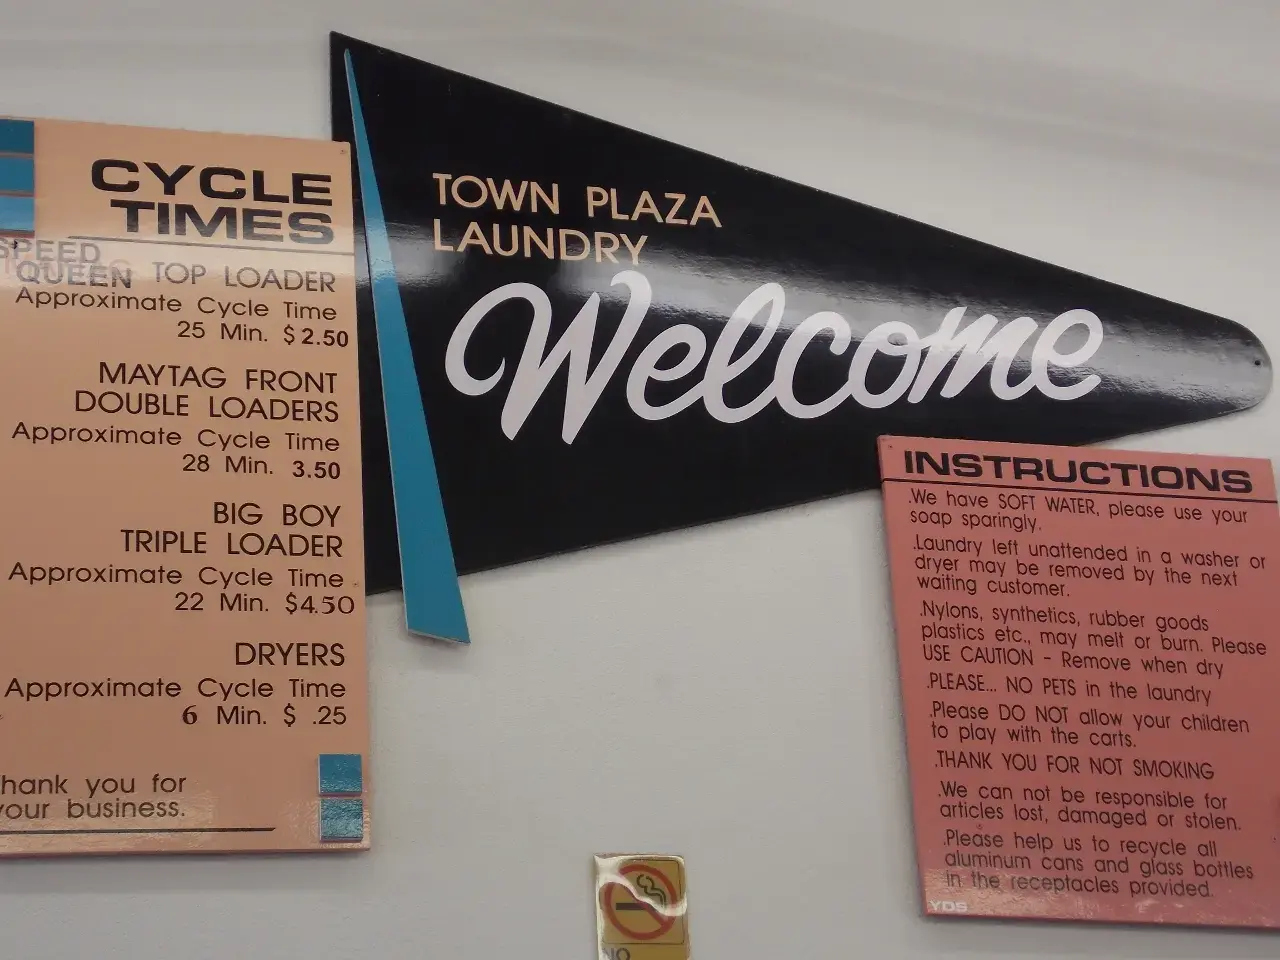 CYCLE
TIMES
SPEED
QUEEN TOP LOADER
Approximate Cycle Time
25 Min. $2.50
MAYTAG FRONT
DOUBLE LOADERS
Approximate Cycle Time
28 Min. 3.50
BIG BOY
TRIPLE LOADER
Approximate Cycle Time
22 Min. $4.50
DRYERS
Approximate Cycle Time
6 Min. $ .25
hank you for
your business.
TOWN PLAZA
LAUNDRY
Welcome
INSTRUCTIONS
.We have SOFT WATER, please use your
soap sparingly.
.Laundry left unattended in a washer or
dryer may be removed by the next
waiting customer.
.Nylons, synthetics, rubber goods
plastics etc., may melt or burn. Please
USE CAUTION - Remove when dry
.PLEASE... NO PETS in the laundry
.Please DO NOT allow your children
to play with the carts.
.THANK YOU FOR NOT SMOKING
.We can not be responsible for
articles lost, damaged or stolen.
.Please help us to recycle all
aluminum cans and glass bottles
in the receptacles provided.
YDS
NO